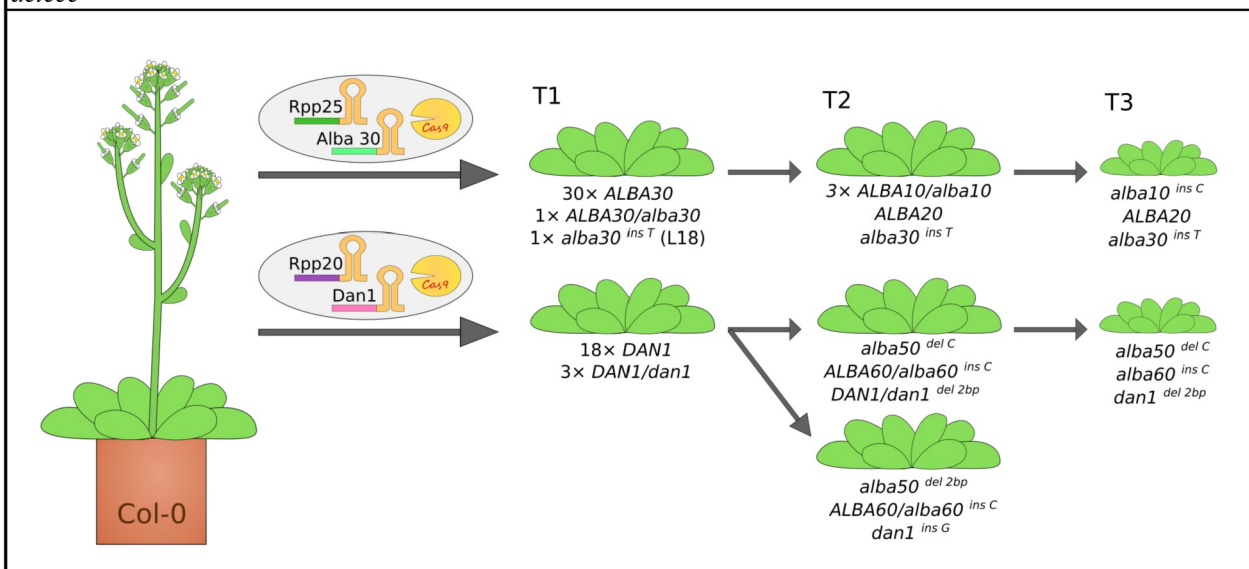 Rpp25
Alba 30
Cas9
T1
T2
T3
30× ALBA30
1× ALBA30/alba30
1× alba30 ins T (L18)
3× ALBA10/alba10
ALBA20
alba30 ins T
alba10 ins C
ALBA20
alba30 ins T
Rpp20
Dan1
Cas9
18× DAN1
3× DAN1/dan1
alba50 del C
ALBA60/alba60 ins C
DAN1/dan1 del 2bp
alba50 del C
alba60 ins C
dan1 del 2bp
alba50 del 2bp
ALBA60/alba60 ins C
dan1 ins G
Col-0